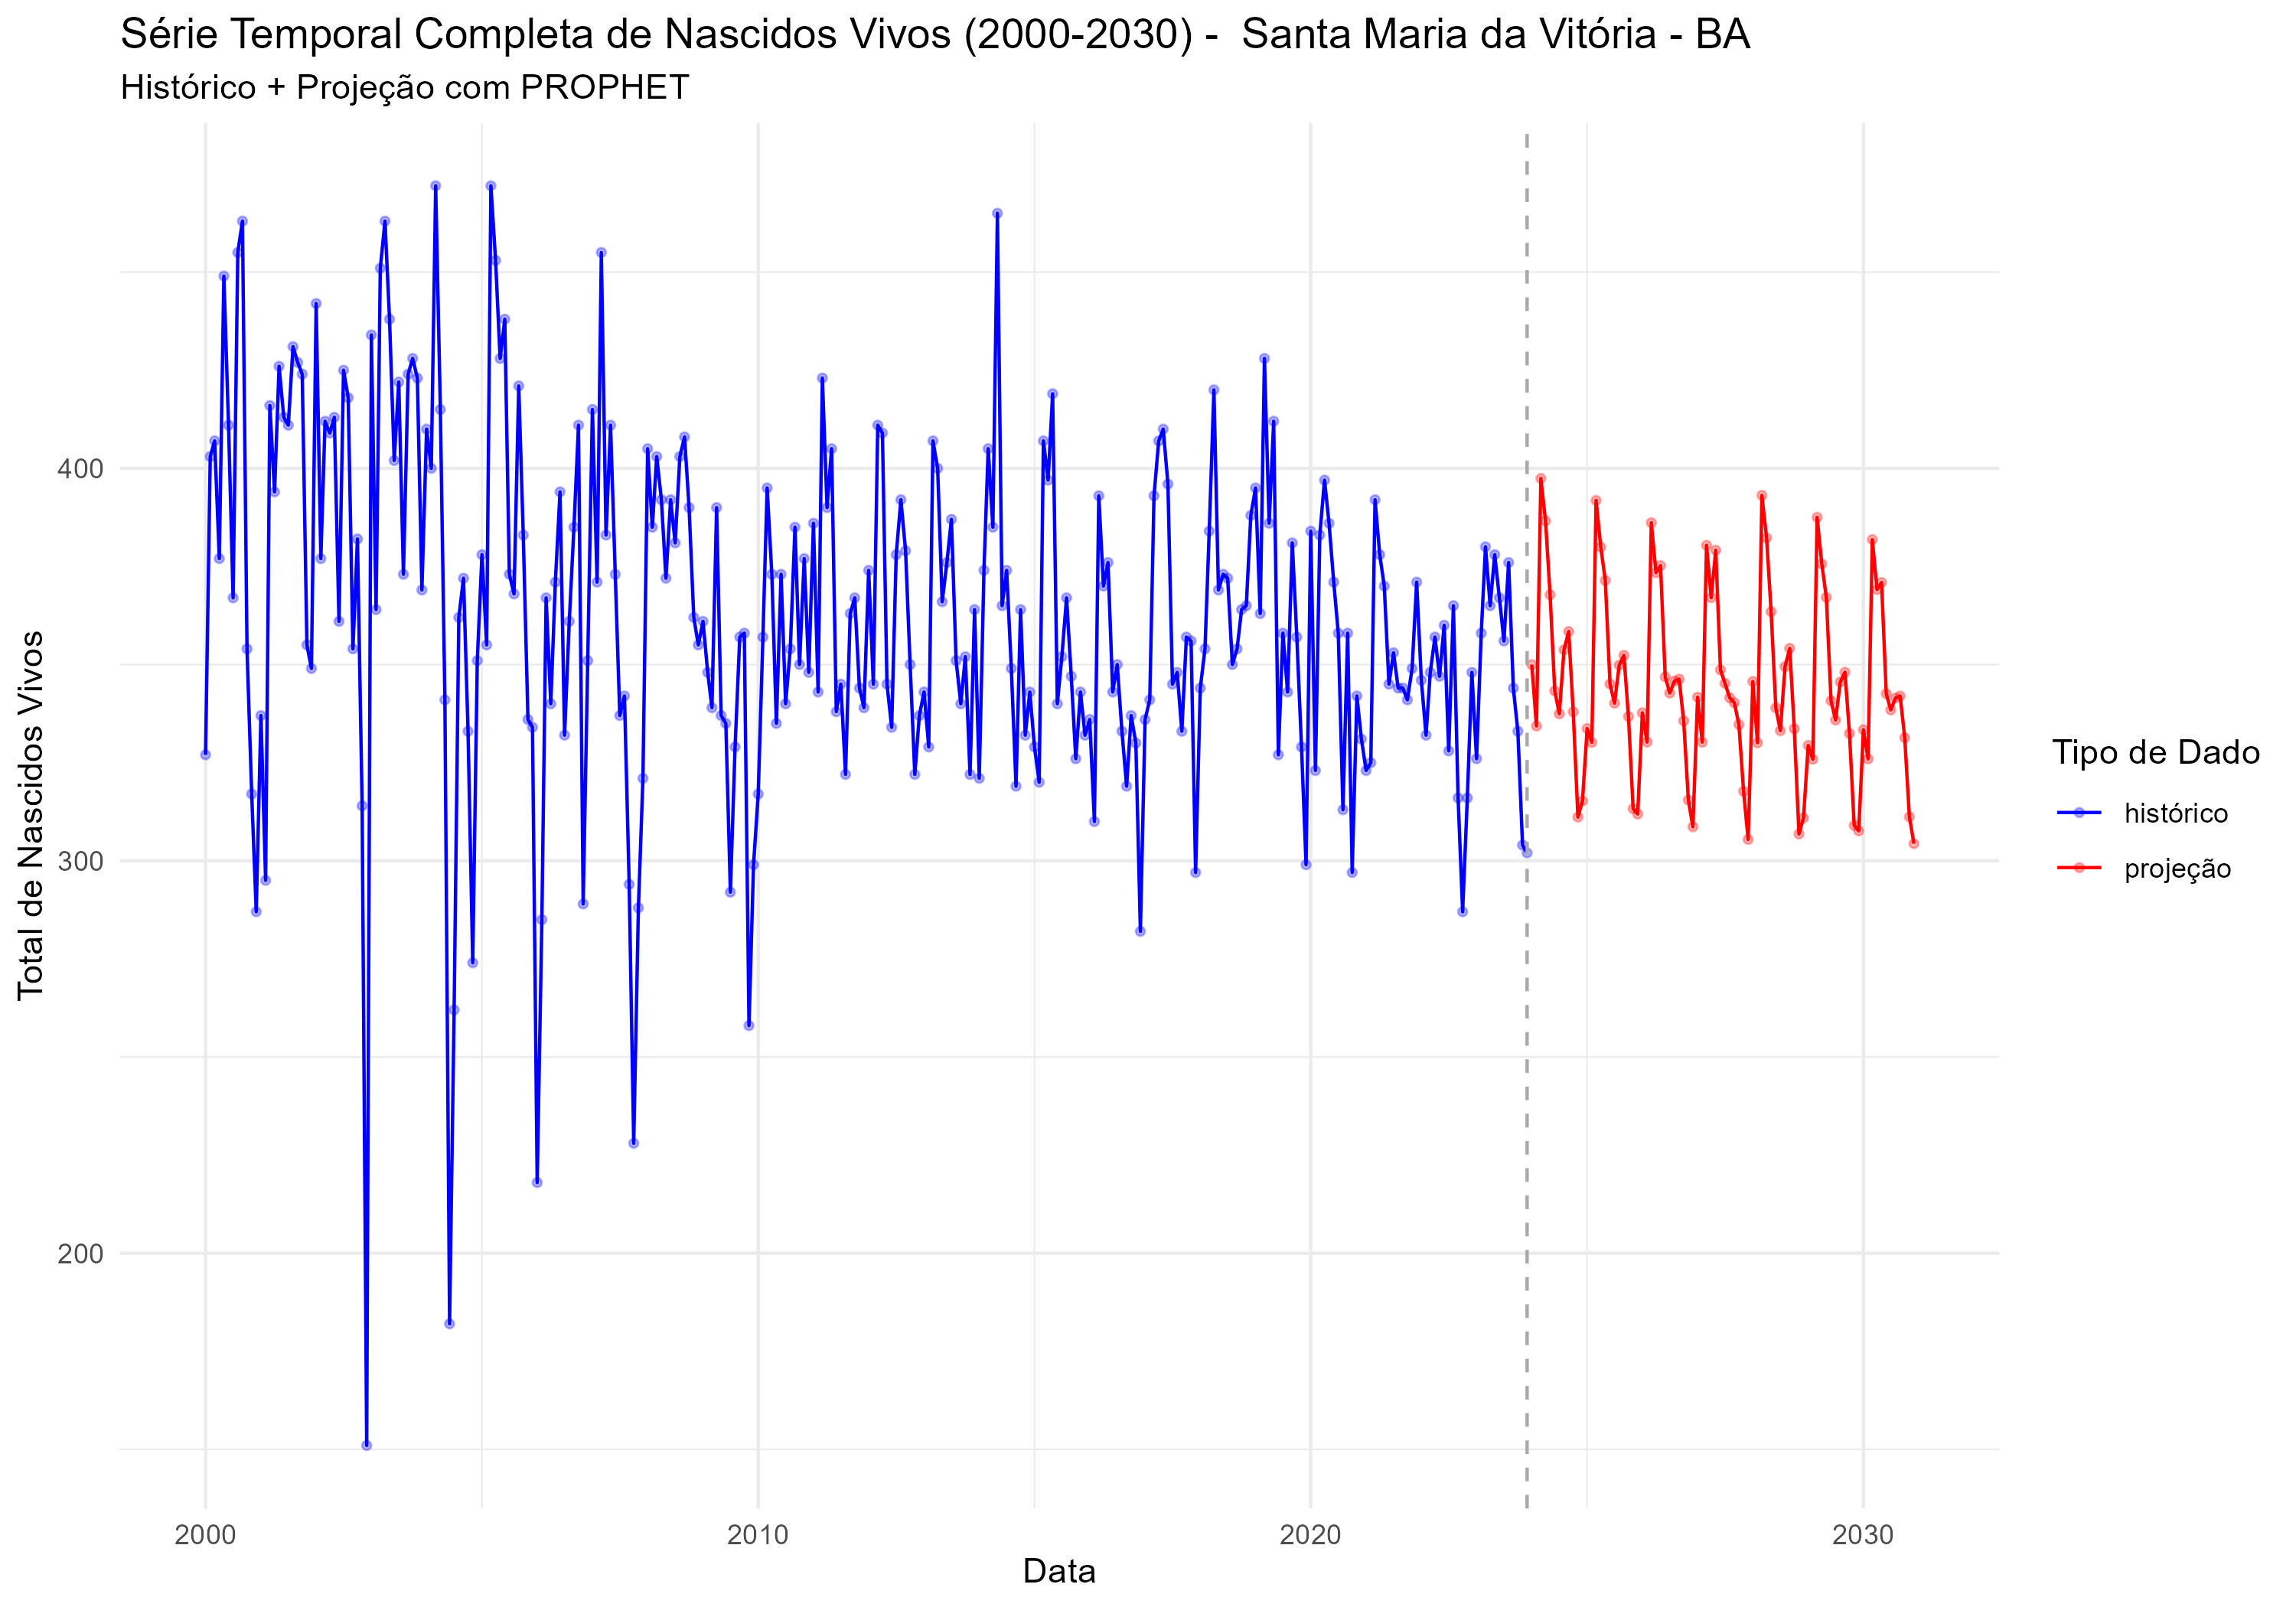 Série Temporal Completa de Nascidos Vivos (2000-2030) -  Santa Maria da Vitória - BA
Histórico + Projeção com PROPHET
Total de Nascidos Vivos
400
300
200
2000
2010
2020
2030
Data
Tipo de Dado
histórico
projeção